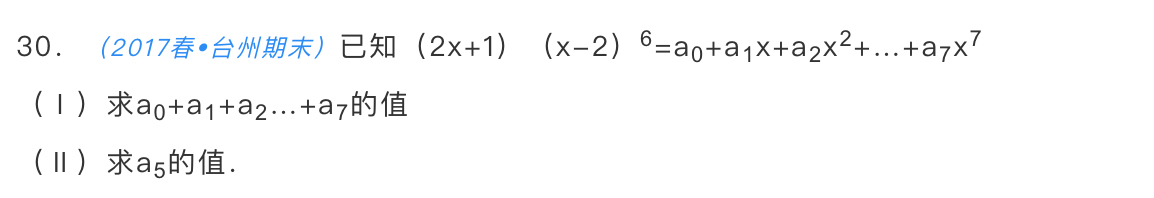 30. （2017春•台州期末）已知（2x+1）（x−2）⁶=a₀+a₁x+a₂x²+…+a₇x⁷
（Ⅰ）求a₀+a₁+a₂…+a₇的值
（Ⅱ）求a₅的值.